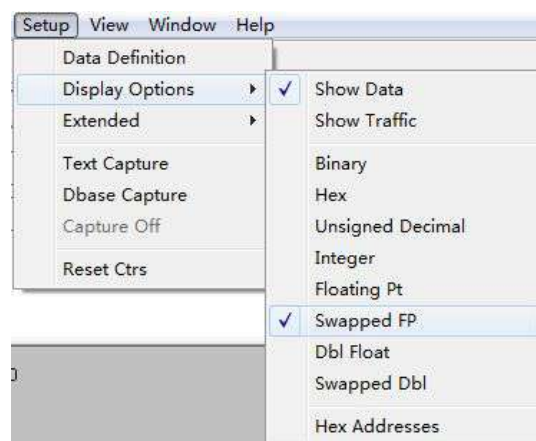 Setup View Window Help
Data Definition
Display Options
Extended
Text Capture
Dbase Capture
Capture Off
Reset Ctrs
Show Data
Show Traffic
Binary
Hex
Unsigned Decimal
Integer
Floating Pt
Swapped FP
Dbl Float
Swapped Dbl
Hex Addresses